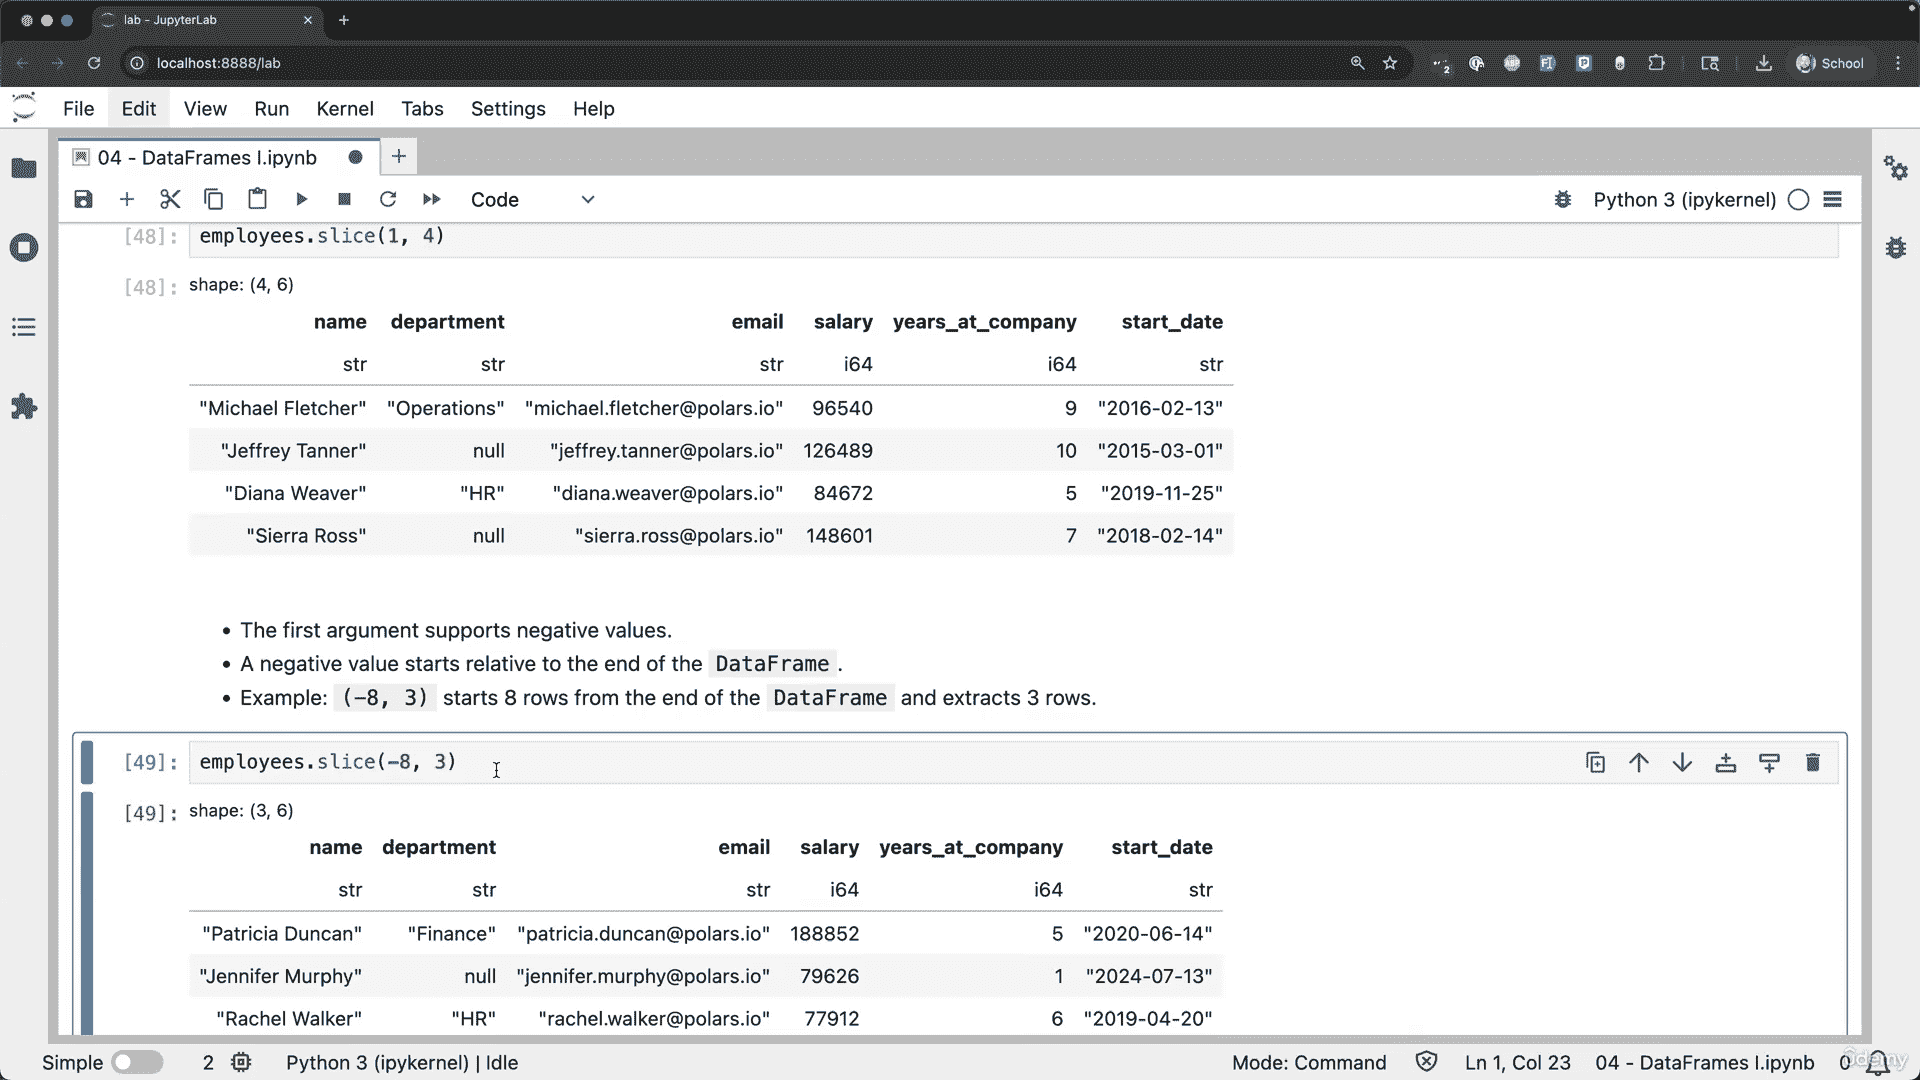 lab - JupyterLab
localhost:8888/lab
2
ABP
School
File Edit View Run Kernel Tabs Settings Help
04 - DataFrames I.ipynb
Code
Python 3 (ipykernel)
[48]: employees.slice(1, 4)
[48]: shape: (4, 6)
name department email salary years_at_company start_date
str str str i64 i64 str
"Michael Fletcher" "Operations" "michael.fletcher@polars.io" 96540 9 "2016-02-13"
"Jeffrey Tanner" null "jeffrey.tanner@polars.io" 126489 10 "2015-03-01"
"Diana Weaver" "HR" "diana.weaver@polars.io" 84672 5 "2019-11-25"
"Sierra Ross" null "sierra.ross@polars.io" 148601 7 "2018-02-14"
• The first argument supports negative values.
• A negative value starts relative to the end of the DataFrame.
• Example: (-8, 3) starts 8 rows from the end of the DataFrame and extracts 3 rows.
[49]: employees.slice(-8, 3)
[49]: shape: (3, 6)
name department email salary years_at_company start_date
str str str i64 i64 str
"Patricia Duncan" "Finance" "patricia.duncan@polars.io" 188852 5 "2020-06-14"
"Jennifer Murphy" null "jennifer.murphy@polars.io" 79626 1 "2024-07-13"
"Rachel Walker" "HR" "rachel.walker@polars.io" 77912 6 "2019-04-20"
Simple 2 Python 3 (ipykernel) | Idle Mode: Command Ln 1, Col 23 04 - DataFrames I.ipynb 0
udemy